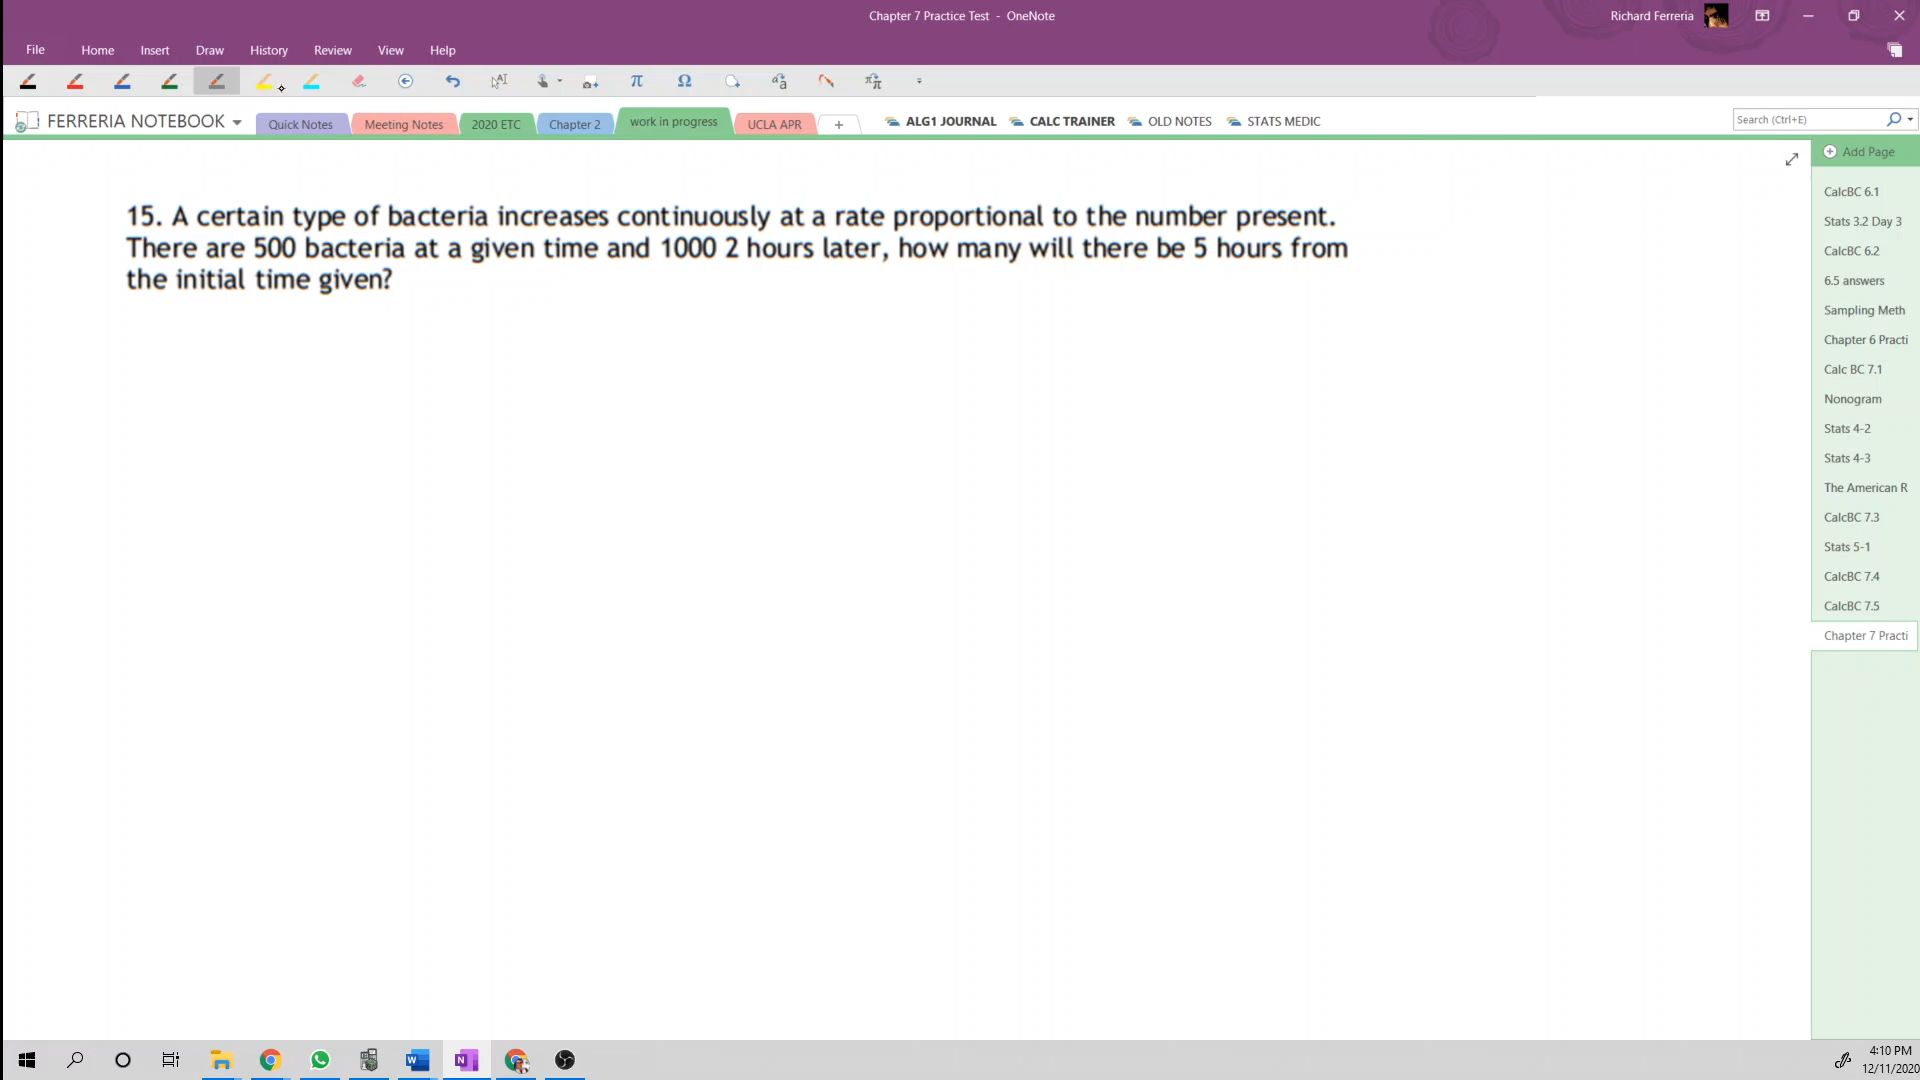 Chapter 7 Practice Test - OneNote
Richard Ferreria
File Home Insert Draw History Review View Help
FERRERIA NOTEBOOK
Quick Notes Meeting Notes 2020 ETC Chapter 2 work in progress UCLA APR +
ALG1 JOURNAL CALC TRAINER OLD NOTES STATS MEDIC
Search (Ctrl+E)
15. A certain type of bacteria increases continuously at a rate proportional to the number present.
There are 500 bacteria at a given time and 1000 2 hours later, how many will there be 5 hours from
the initial time given?
Add Page
CalcBC 6.1
Stats 3.2 Day 3
CalcBC 6.2
6.5 answers
Sampling Meth
Chapter 6 Practi
Calc BC 7.1
Nonogram
Stats 4-2
Stats 4-3
The American R
CalcBC 7.3
Stats 5-1
CalcBC 7.4
CalcBC 7.5
Chapter 7 Practi
4:10 PM
12/11/2020